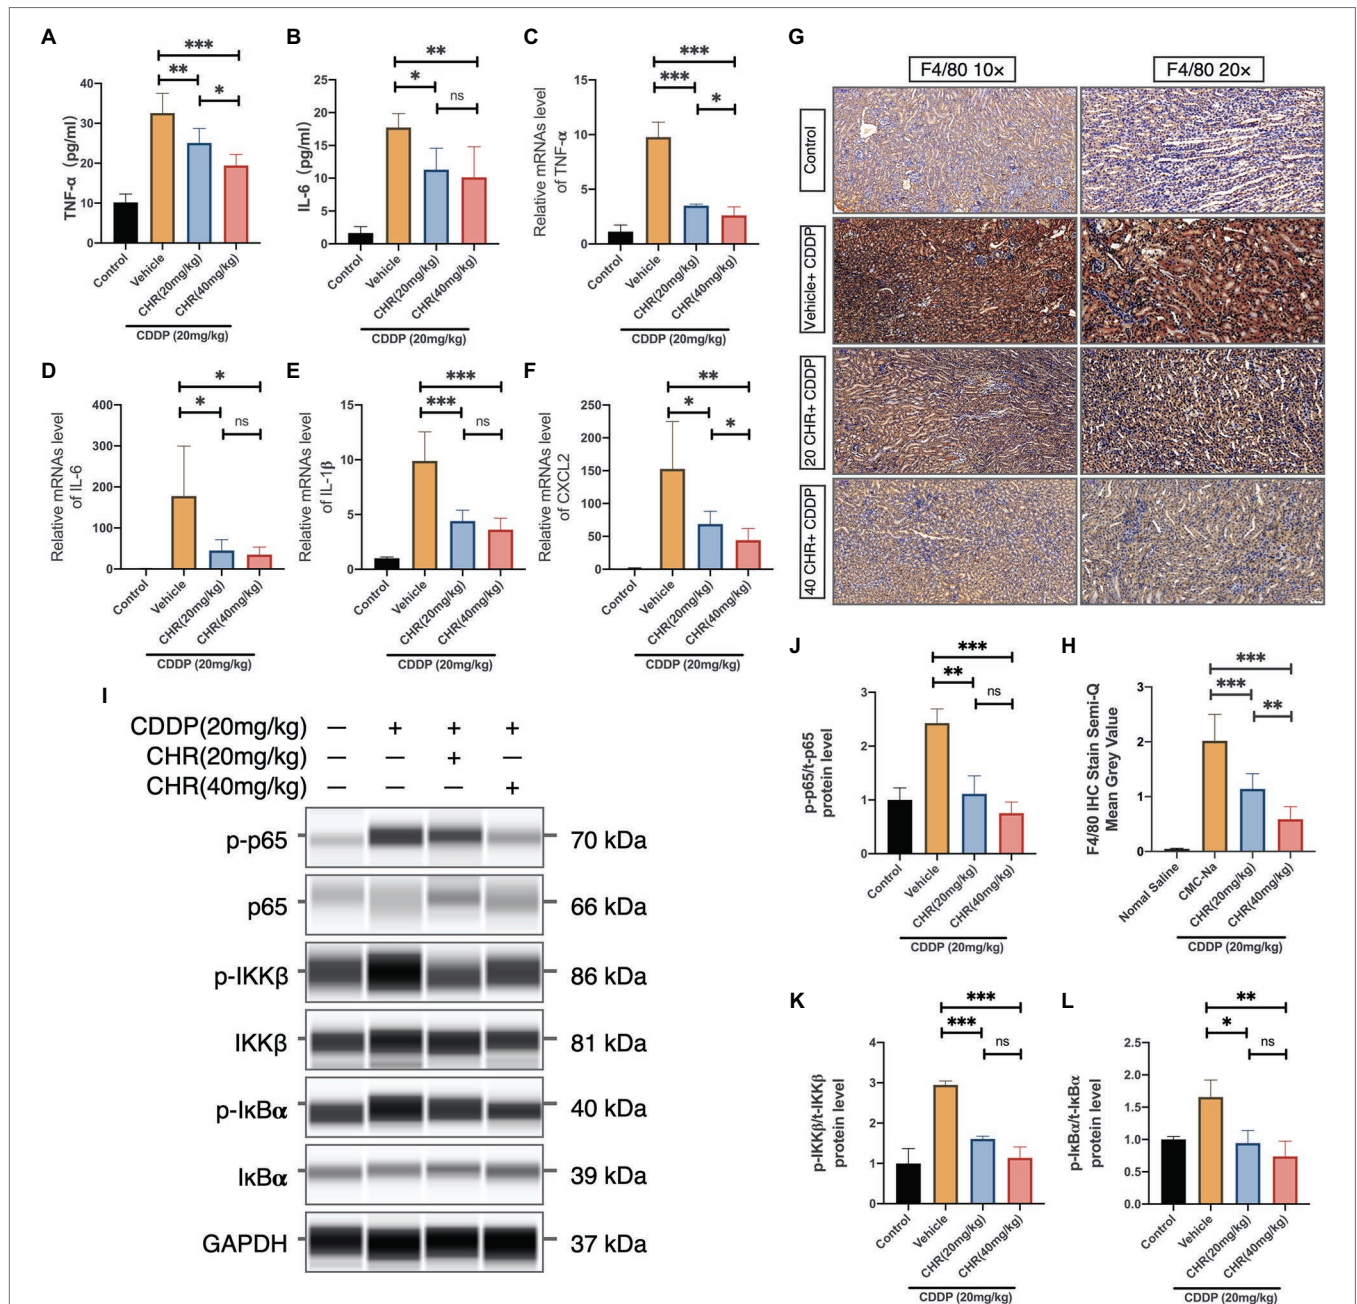 A
***
**
*
TNF-α (pg/ml)
40
30
20
10
0
Control
Vehicle
CHR(20mg/kg)
CHR(40mg/kg)
CDDP (20mg/kg)
B
**
*
ns
IL-6 (pg/ml)
25
20
15
10
5
0
Control
Vehicle
CHR(20mg/kg)
CHR(40mg/kg)
CDDP (20mg/kg)
C
***
***
*
Relative mRNAs level
of TNF-α
15
10
5
0
Control
Vehicle
CHR(20mg/kg)
CHR(40mg/kg)
CDDP (20mg/kg)
D
*
*
ns
Relative mRNAs level
of IL-6
400
300
200
100
0
Control
Vehicle
CHR(20mg/kg)
CHR(40mg/kg)
CDDP (20mg/kg)
E
***
***
ns
Relative mRNAs level
of IL-1β
15
10
5
0
Control
Vehicle
CHR(20mg/kg)
CHR(40mg/kg)
CDDP (20mg/kg)
F
**
*
*
Relative mRNAs level
of CXCL2
250
200
150
100
50
0
Control
Vehicle
CHR(20mg/kg)
CHR(40mg/kg)
CDDP (20mg/kg)
G
F4/80 10×
F4/80 20×
Control
Vehicle+ CDDP
20 CHR+ CDDP
40 CHR+ CDDP
I
CDDP(20mg/kg) — + + +
CHR(20mg/kg) — — + —
CHR(40mg/kg) — — — +
p-p65 70 kDa
p65 66 kDa
p-IKKβ 86 kDa
IKKβ 81 kDa
p-IκBα 40 kDa
IκBα 39 kDa
GAPDH 37 kDa
J
***
**
ns
p-p65/t-p65
protein level
3
2
1
0
Control
Vehicle
CHR(20mg/kg)
CHR(40mg/kg)
CDDP (20mg/kg)
H
***
***
**
F4/80 IHC Stain Semi-Q
Mean Grey Value
3
2
1
0
Nomal Saline
CMC-Na
CHR(20mg/kg)
CHR(40mg/kg)
CDDP (20mg/kg)
K
***
***
ns
p-IKKβ/t-IKKβ
protein level
4
3
2
1
0
Control
Vehicle
CHR(20mg/kg)
CHR(40mg/kg)
CDDP (20mg/kg)
L
**
*
ns
p-IκBα/t-IκBα
protein level
2.5
2.0
1.5
1.0
0.5
0.0
Control
Vehicle
CHR(20mg/kg)
CHR(40mg/kg)
CDDP (20mg/kg)